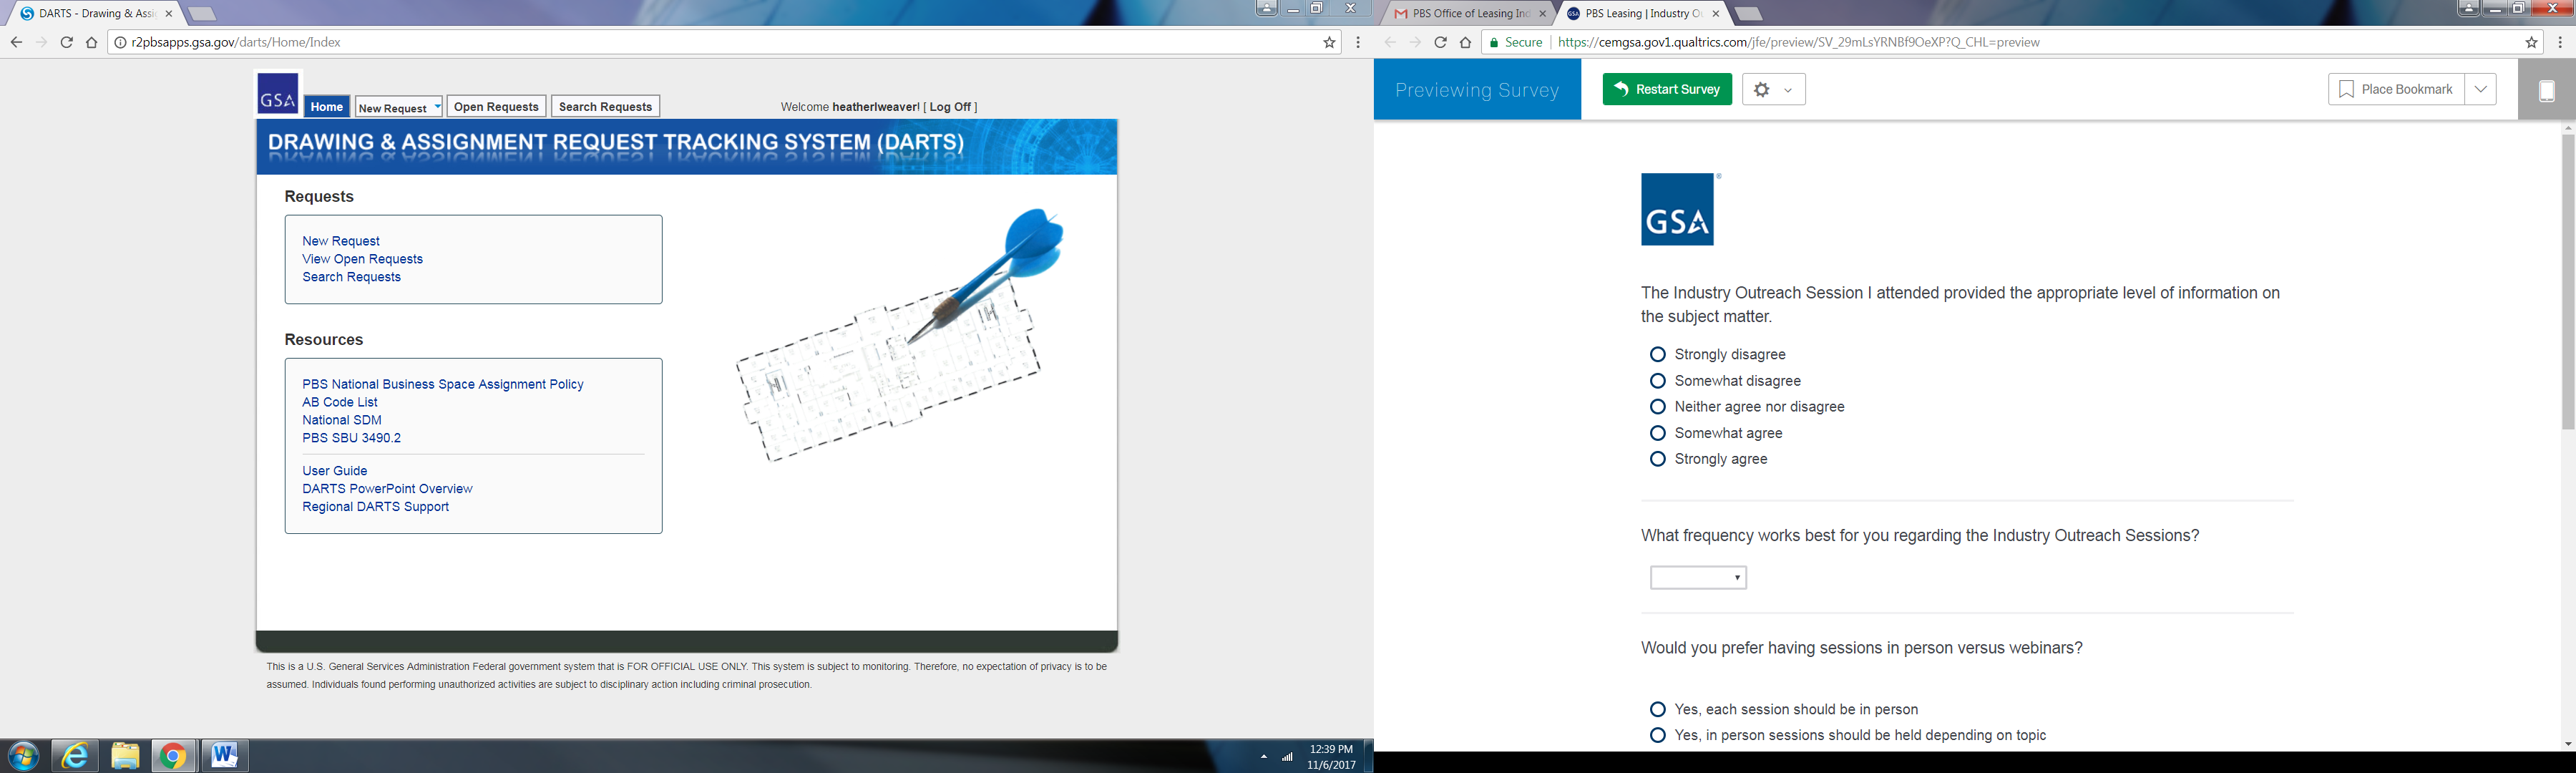 DARTS - Drawing & Assi
r2pbsapps.gsa.gov/darts/Home/Index
GSA
Home
New Request
Open Requests
Search Requests
Welcome heatherlweaver! [ Log Off ]
DRAWING & ASSIGNMENT REQUEST TRACKING SYSTEM (DARTS)
Requests
New Request
View Open Requests
Search Requests
Resources
PBS National Business Space Assignment Policy
AB Code List
National SDM
PBS SBU 3490.2
User Guide
DARTS PowerPoint Overview
Regional DARTS Support
This is a U.S. General Services Administration Federal government system that is FOR OFFICIAL USE ONLY. This system is subject to monitoring. Therefore, no expectation of privacy is to be
assumed. Individuals found performing unauthorized activities are subject to disciplinary action including criminal prosecution.
12:39 PM
11/6/2017
PBS Office of Leasing Ind
PBS Leasing | Industry O
Secure
https://cemgsa.gov1.qualtrics.com/jfe/preview/SV_29mLsYRNBf9OeXP?Q_CHL=preview
Previewing Survey
Restart Survey
Place Bookmark
GSA
The Industry Outreach Session I attended provided the appropriate level of information on
the subject matter.
Strongly disagree
Somewhat disagree
Neither agree nor disagree
Somewhat agree
Strongly agree
What frequency works best for you regarding the Industry Outreach Sessions?
Would you prefer having sessions in person versus webinars?
Yes, each session should be in person
Yes, in person sessions should be held depending on topic